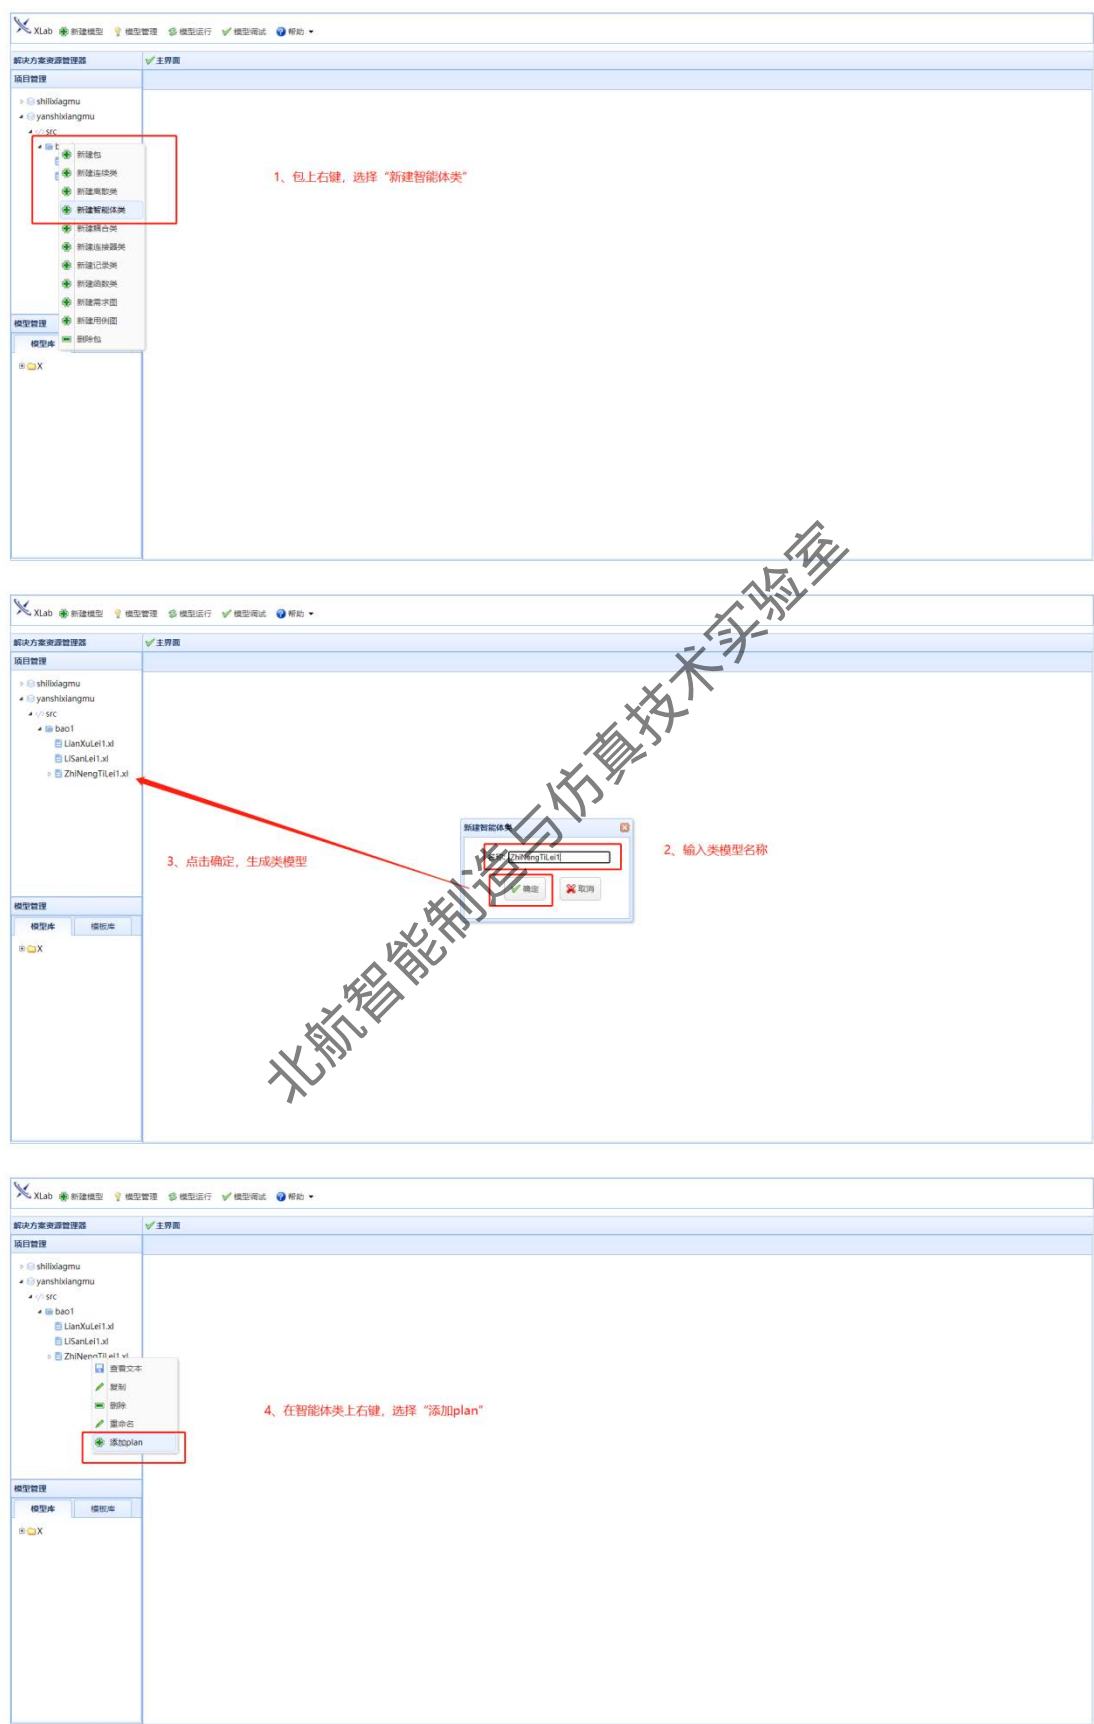 XLab 新建模型 模型管理 模型运行 模型调试 帮助
解决方案资源管理器 主界面
项目管理
shilixiagmu
yanshixiangmu
src
b
新建包
新建连续类
1、包上右键，选择“新建智能体类”
新建离散类
新建智能体类
新建耦合类
新建连接器类
新建记录类
新建函数类
新建需求图
新建用例图
模型管理
删除包
模型库
X
XLab 新建模型 模型管理 模型运行 模型调试 帮助
解决方案资源管理器 主界面
项目管理
shilixiagmu
yanshixiangmu
src
bao1
LianXuLei1.xl
LiSanLei1.xl
ZhiNengTiLei1.xl
新建智能体类
名称: ZhiNengTiLei1
2、输入类模型名称
3、点击确定，生成类模型
确定 取消
模型管理
模型库 模板库
X
北航智能制造与仿真技术实验室
XLab 新建模型 模型管理 模型运行 模型调试 帮助
解决方案资源管理器 主界面
项目管理
shilixiagmu
yanshixiangmu
src
bao1
LianXuLei1.xl
LiSanLei1.xl
ZhiNengTiLei1.xl
查看文本
复制
删除
4、在智能体类上右键，选择“添加plan”
重命名
添加plan
模型管理
模型库 模板库
X